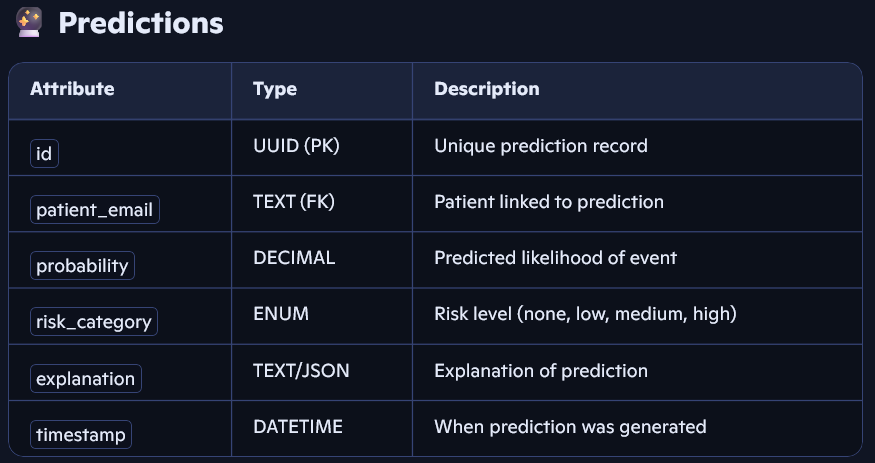 🔮 Predictions
Attribute Type Description
id UUID (PK) Unique prediction record
patient_email TEXT (FK) Patient linked to prediction
probability DECIMAL Predicted likelihood of event
risk_category ENUM Risk level (none, low, medium, high)
explanation TEXT/JSON Explanation of prediction
timestamp DATETIME When prediction was generated